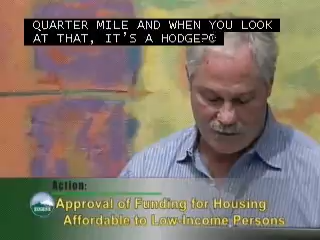 QUARTER MILE AND WHEN YOU LOOK
AT THAT, IT'S A HODGEPO
Action:
Approval of Funding for Housing
Affordable to Low-Income Persons